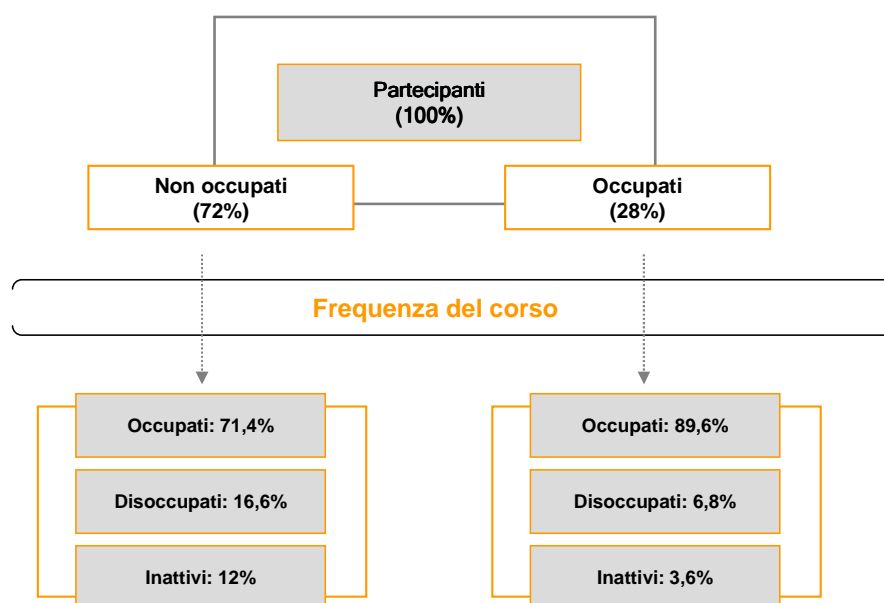 Partecipanti
(100%)
Non occupati
(72%)
Occupati
(28%)
Frequenza del corso
Occupati: 71,4%
Occupati: 89,6%
Disoccupati: 16,6%
Disoccupati: 6,8%
Inattivi: 12%
Inattivi: 3,6%